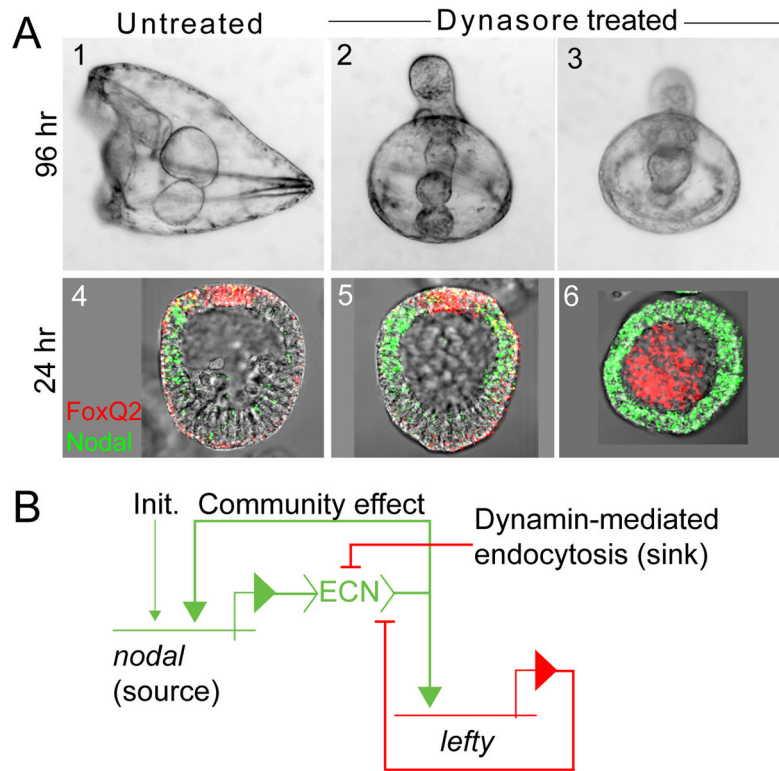 A
Untreated
Dynasore treated
96 hr
1
2
3
24 hr
4
5
6
FoxQ2
Nodal
B
Init.
Community effect
Dynamin-mediated
endocytosis (sink)
ECN
nodal
(source)
lefty